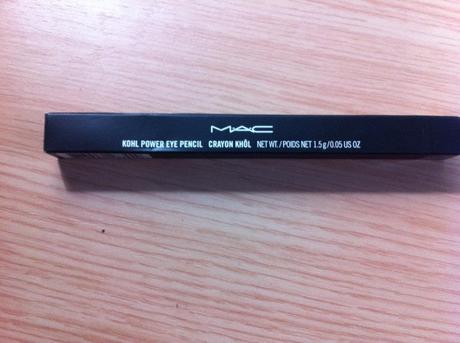 MAC
KOHL POWER EYE PENCIL CRAYON KHÔL NET WT./POIDS NET 1.5 g/0.05 US OZ